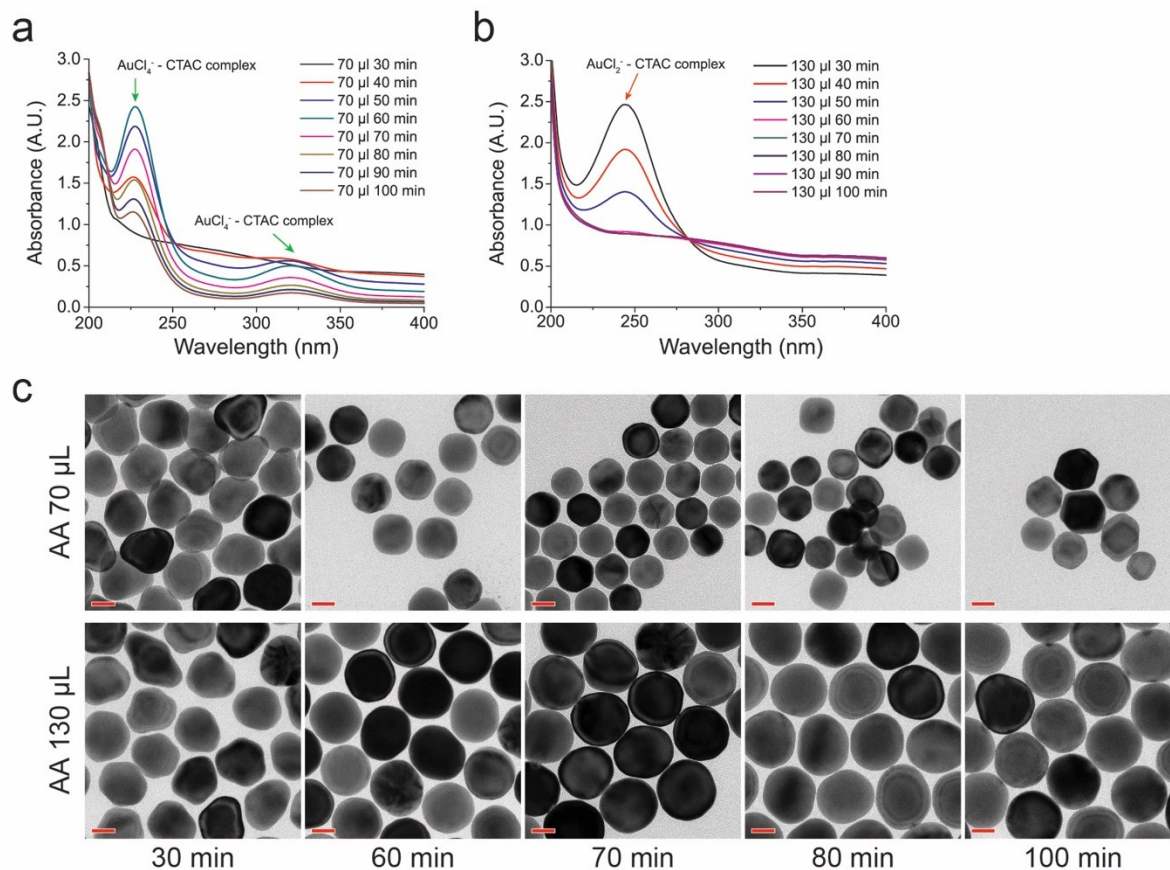 a
AuCl₄⁻ - CTAC complex
AuCl₄⁻ - CTAC complex
70 µl 30 min
70 µl 40 min
70 µl 50 min
70 µl 60 min
70 µl 70 min
70 µl 80 min
70 µl 90 min
70 µl 100 min
Absorbance (A.U.)
3.0
2.5
2.0
1.5
1.0
0.5
0.0
200 250 300 350 400
Wavelength (nm)
b
AuCl₂⁻ - CTAC complex
130 µl 30 min
130 µl 40 min
130 µl 50 min
130 µl 60 min
130 µl 70 min
130 µl 80 min
130 µl 90 min
130 µl 100 min
Absorbance (A.U.)
3.0
2.5
2.0
1.5
1.0
0.5
0.0
200 250 300 350 400
Wavelength (nm)
c
AA 70 µL
AA 130 µL
30 min 60 min 70 min 80 min 100 min